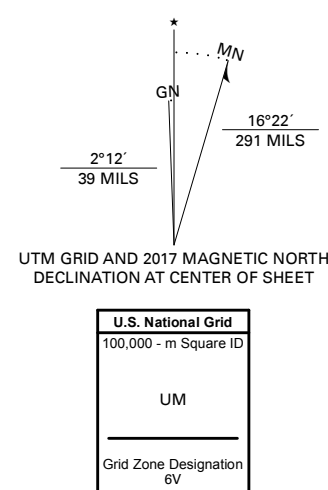 ★
MN
GN
16°22´
291 MILS
2°12´
39 MILS
UTM GRID AND 2017 MAGNETIC NORTH
DECLINATION AT CENTER OF SHEET
U.S. National Grid
100,000 - m Square ID
UM
Grid Zone Designation
6V